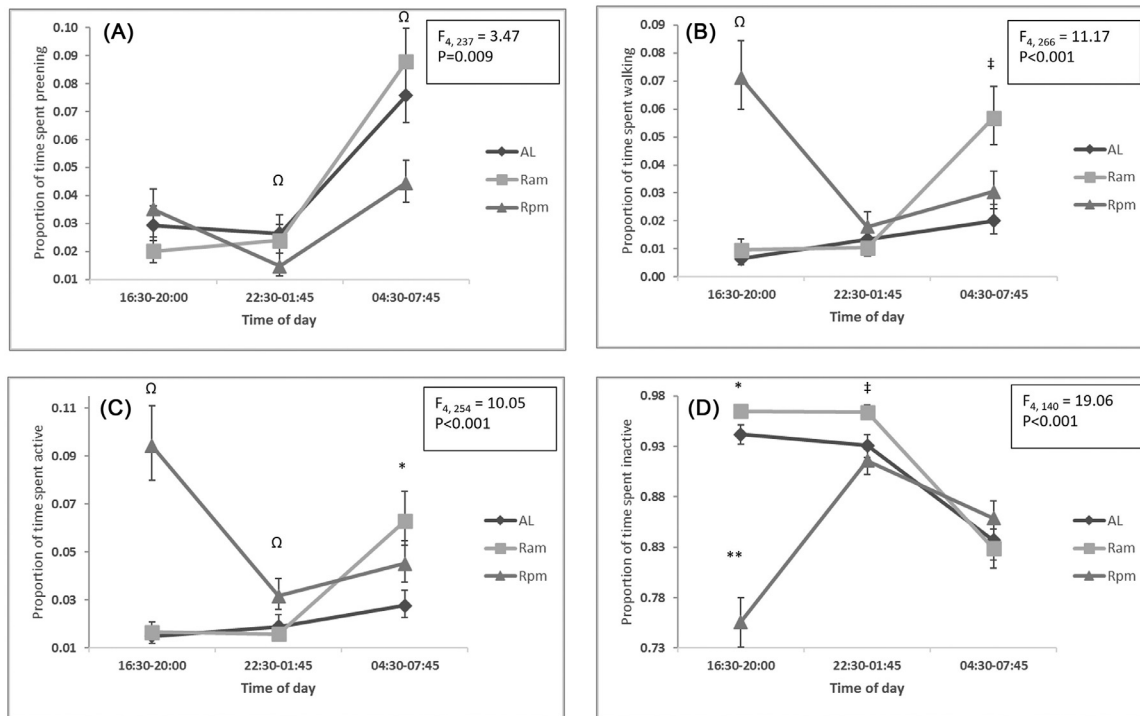 (A)
Ω
F4, 237 = 3.47
P=0.009
Proportion of time spent preening
0.10
0.09
0.08
0.07
0.06
0.05
0.04
0.03
0.02
0.01
Ω
AL
Ram
Rpm
16:30-20:00 22:30-01:45 04:30-07:45
Time of day
(B)
Ω
‡
F4, 266 = 11.17
P<0.001
Proportion of time spent walking
0.09
0.08
0.07
0.06
0.05
0.04
0.03
0.02
0.01
0.00
AL
Ram
Rpm
16:30-20:00 22:30-01:45 04:30-07:45
Time of day
(C)
Ω
F4, 254 = 10.05
P<0.001
Proportion of time spent active
0.11
0.09
0.07
0.05
0.03
0.01
*
Ω
AL
Ram
Rpm
16:30-20:00 22:30-01:45 04:30-07:45
Time of day
(D)
* ‡
F4, 140 = 19.06
P<0.001
Proportion of time spent inactive
0.98
0.93
0.88
0.83
0.78
0.73
**
AL
Ram
Rpm
16:30-20:00 22:30-01:45 04:30-07:45
Time of day